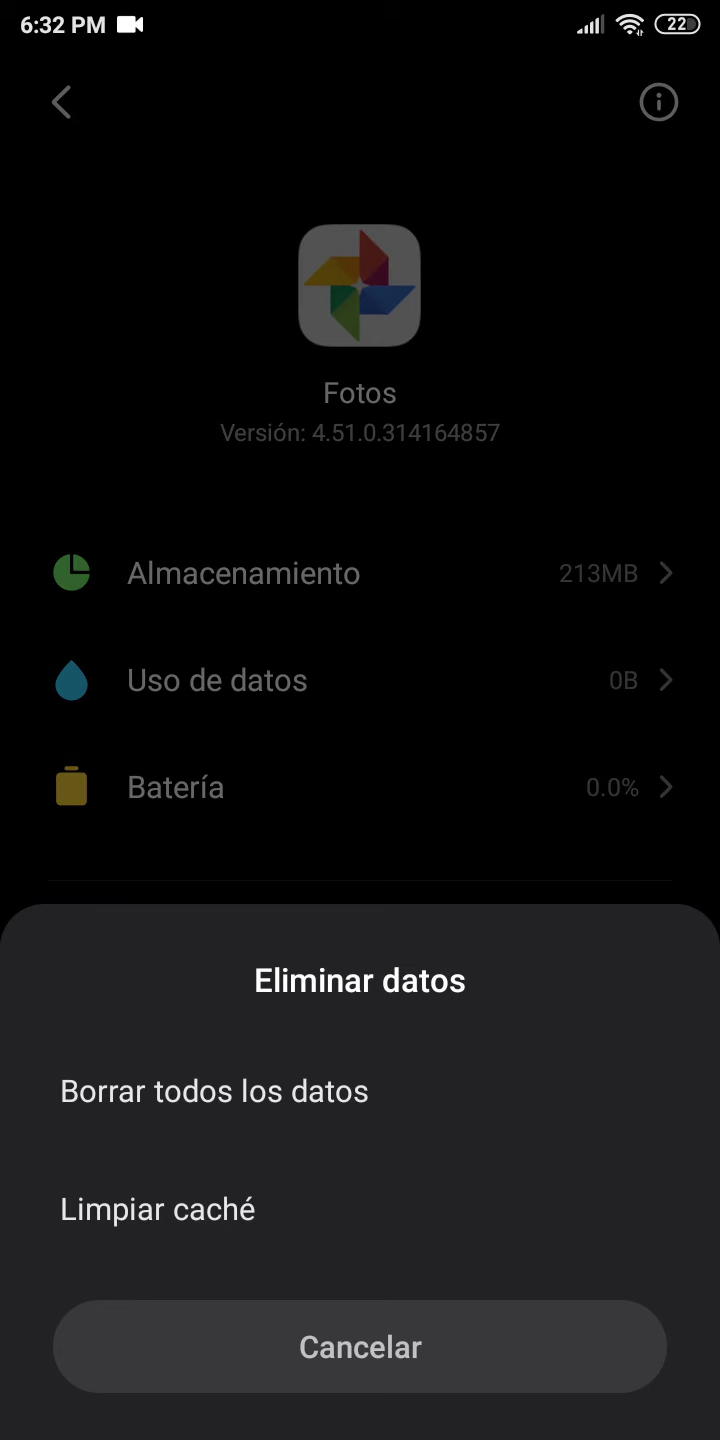 6:32 PM
22
Fotos
Versión: 4.51.0.314164857
Almacenamiento 213MB
Uso de datos 0B
Batería 0.0%
Eliminar datos
Borrar todos los datos
Limpiar caché
Cancelar